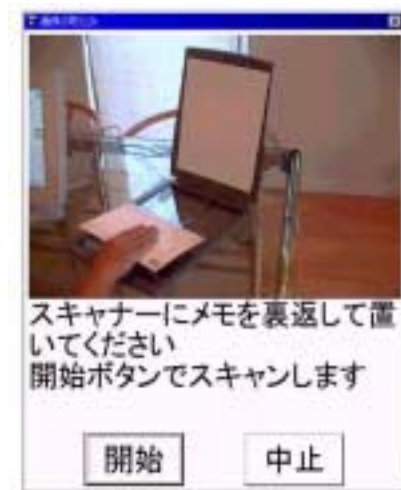 スキャナーにメモを裏返して置
いてください
開始ボタンでスキャンします
開始
中止